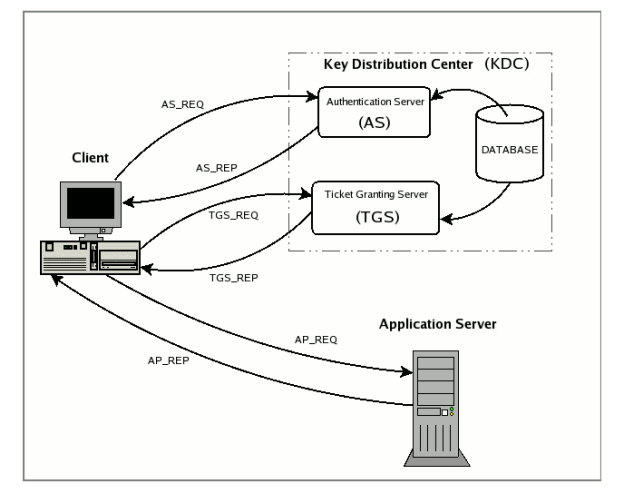 Key Distribution Center (KDC)
Authentication Server
(AS)
AS_REQ
DATABASE
Client
AS_REP
Ticket Granting Server
(TGS)
TGS_REQ
TGS_REP
Application Server
AP_REQ
AP_REP